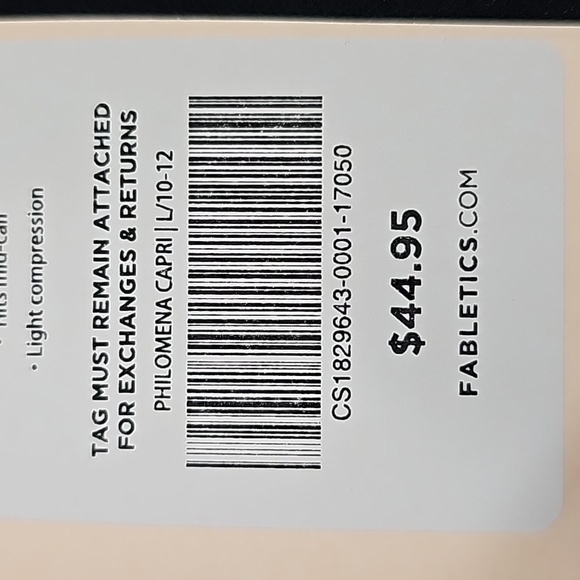 • Light compression
TAG MUST REMAIN ATTACHED
FOR EXCHANGES & RETURNS
PHILOMENA CAPRI | L/10-12
CS1829643-0001-17050
$44.95
FABLETICS.COM